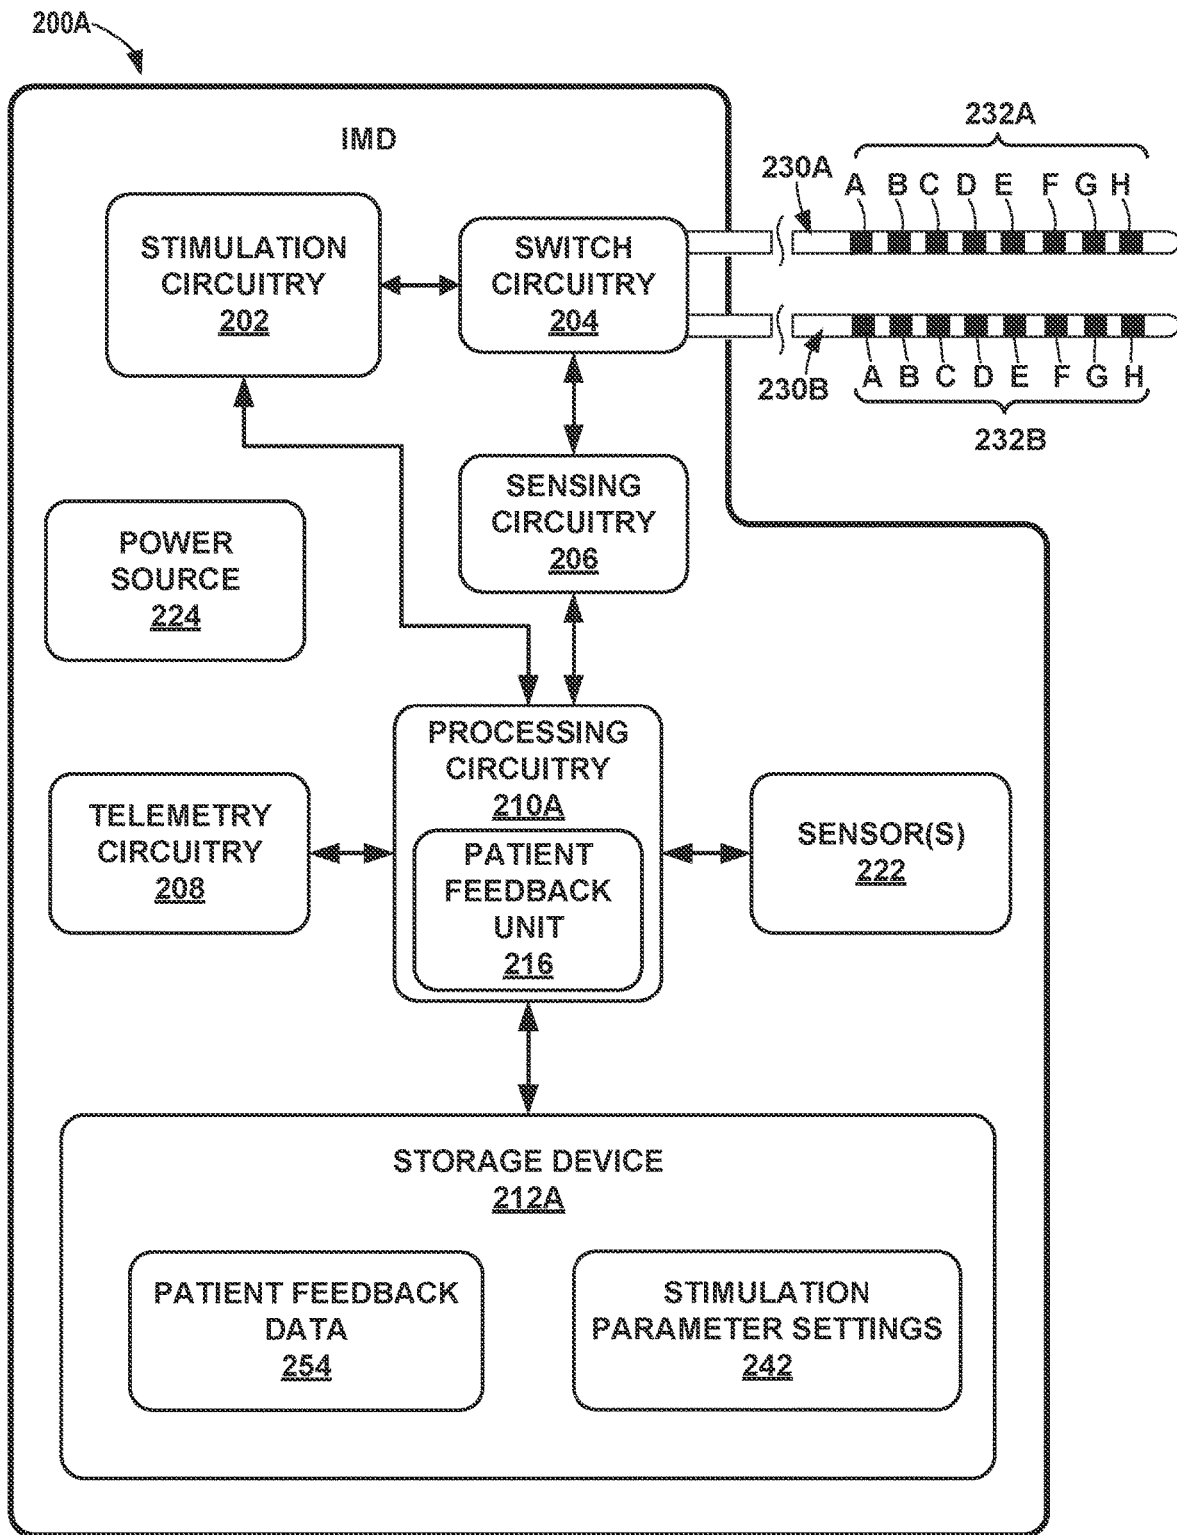 200A
IMD
232A
230A
A B C D E F G H
STIMULATION
CIRCUITRY
202
SWITCH
CIRCUITRY
204
A B C D E F G H
230B
232B
SENSING
CIRCUITRY
206
POWER
SOURCE
224
PROCESSING
CIRCUITRY
210A
TELEMETRY
CIRCUITRY
208
PATIENT
FEEDBACK
UNIT
216
SENSOR(S)
222
STORAGE DEVICE
212A
PATIENT FEEDBACK
DATA
254
STIMULATION
PARAMETER SETTINGS
242